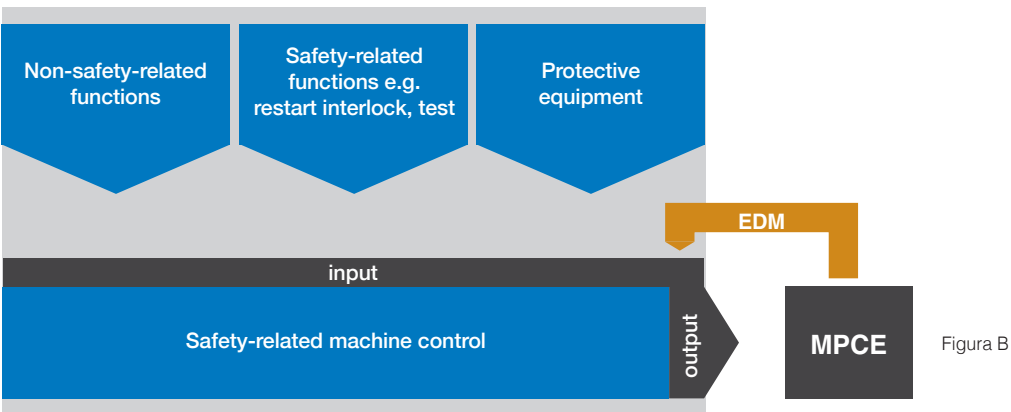 Non-safety-related
functions
Safety-related
functions e.g.
restart interlock, test
Protective
equipment
EDM
input
Safety-related machine control
output
MPCE
Figura B